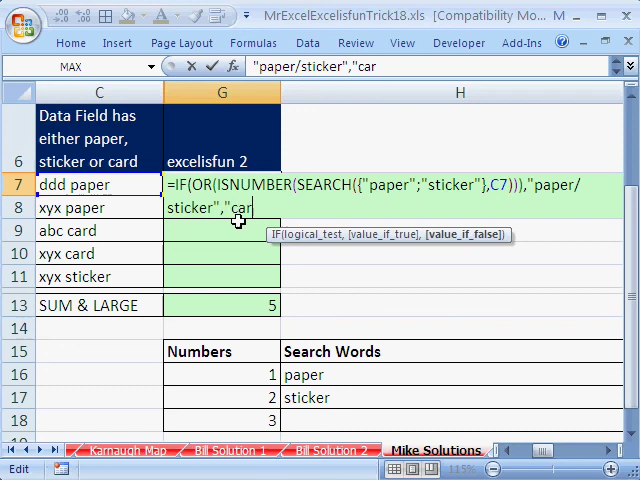 MrExcelExcelisfunTrick18.xls [Compatibility Mo...
Home Insert Page Layout Formulas Data Review View Developer Add-Ins
MAX "paper/sticker","car
C G H
Data Field has
either paper,
6 sticker or card excelisfun 2
7 ddd paper =IF(OR(ISNUMBER(SEARCH({"paper";"sticker"},C7))),"paper/
8 xyx paper sticker","car
9 abc card IF(logical_test, [value_if_true], [value_if_false])
10 xyx card
11 xyx sticker
13 SUM & LARGE 5
14
15 Numbers Search Words
16 1 paper
17 2 sticker
18 3
Karnaugh Map Bill Solution 1 Bill Solution 2 Mike Solutions
Edit 115%